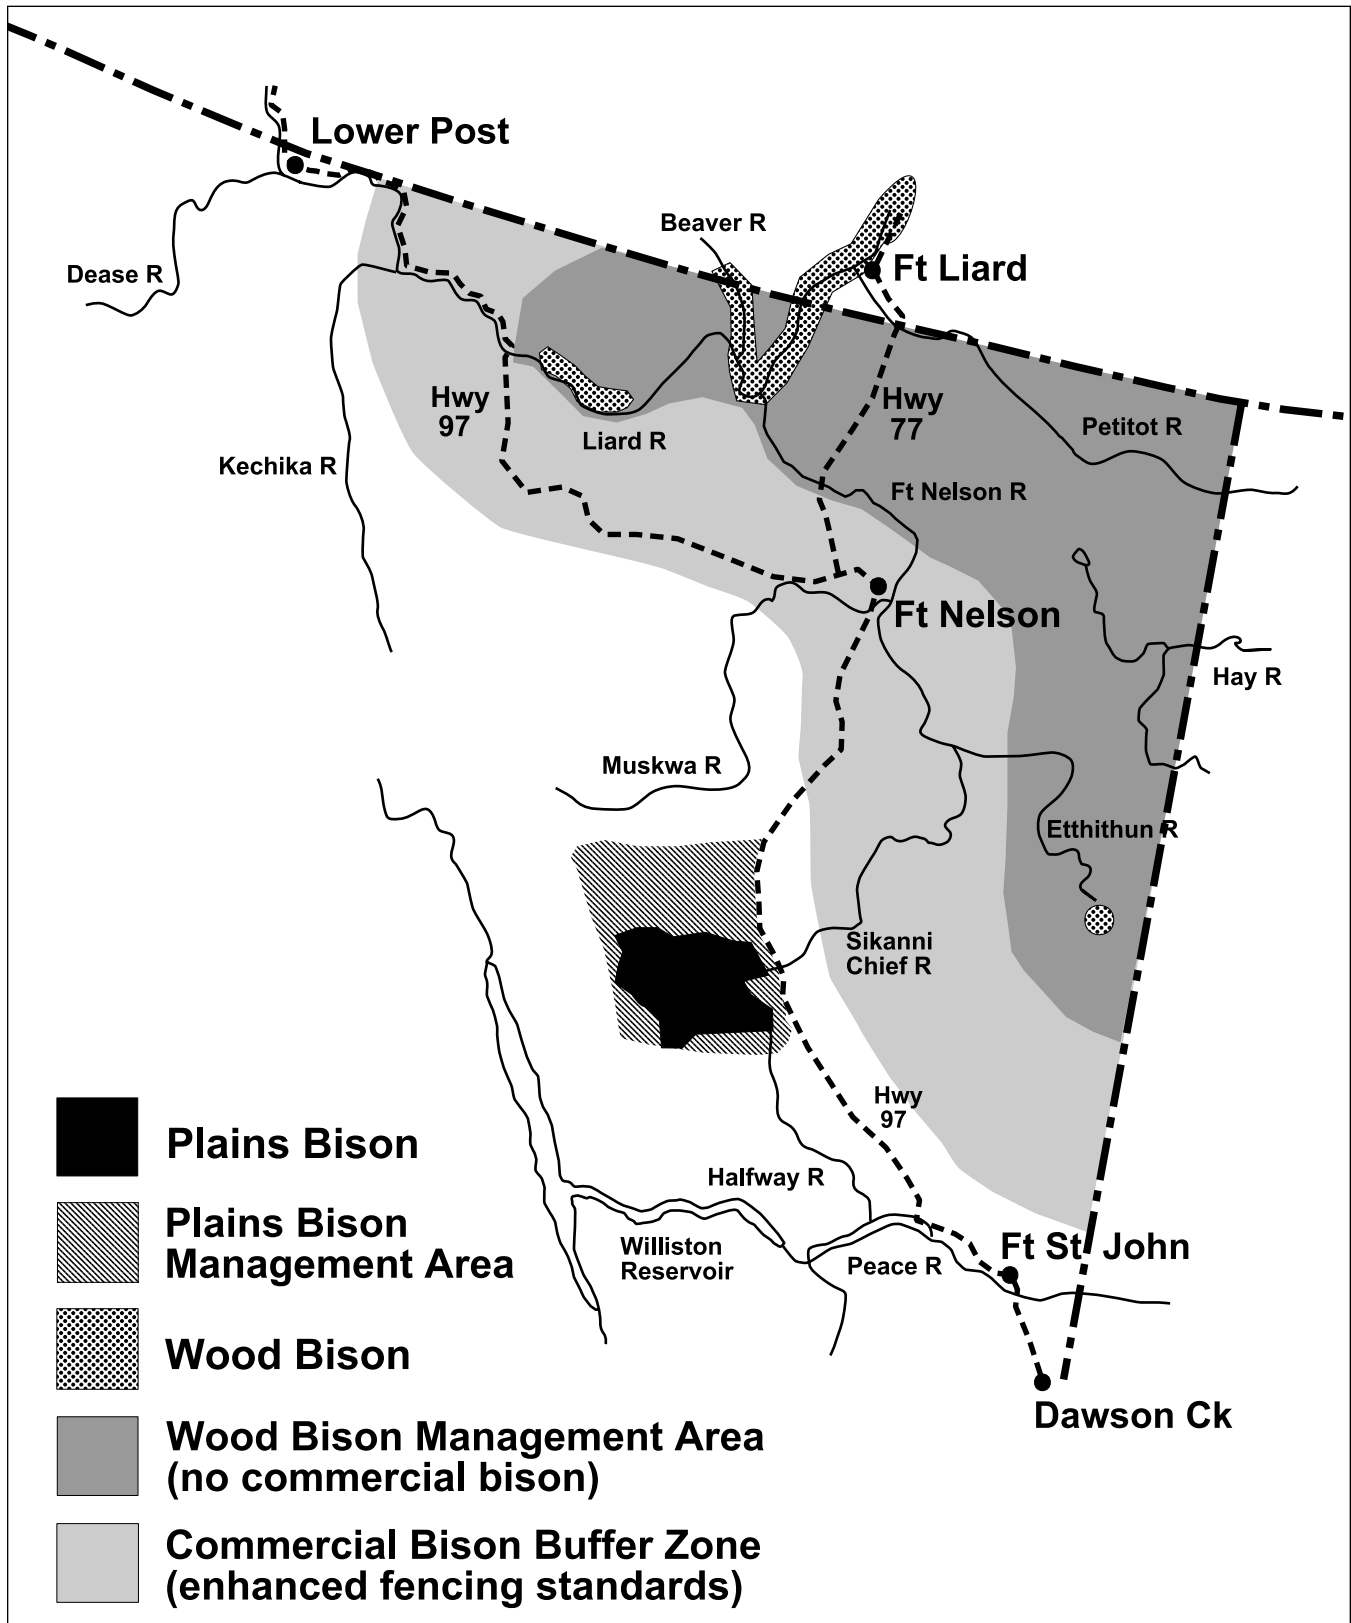 Lower Post
Beaver R
Ft Liard
Dease R
Hwy
97
Hwy
77
Liard R
Petitot R
Kechika R
Ft Nelson R
Ft Nelson
Hay R
Muskwa R
Etthithun R
Sikanni
Chief R
Hwy
97
Plains Bison
Halfway R
Plains Bison
Management Area
Williston
Reservoir
Peace R
Ft St. John
Wood Bison
Dawson Ck
Wood Bison Management Area
(no commercial bison)
Commercial Bison Buffer Zone
(enhanced fencing standards)